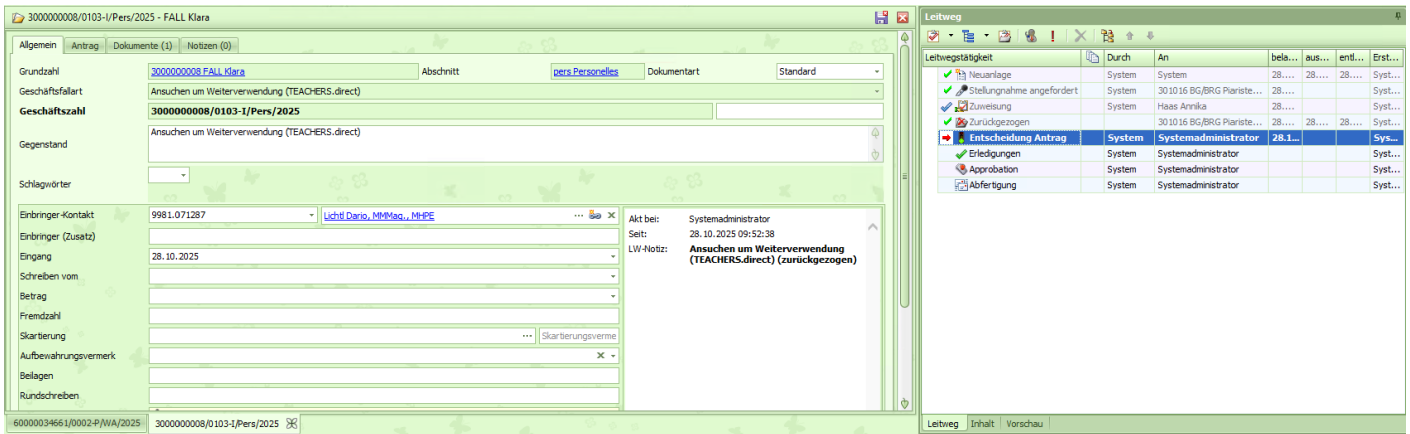 3000000008/0103-I/Pers/2025 - FALL Klara
Allgemein Antrag Dokumente (1) Notizen (0)
Grundzahl 3000000008 FALL Klara Abschnitt pers Personelles Dokumentart Standard
Geschäftsfallart Ansuchen um Weiterverwendung (TEACHERS.direct)
Geschäftszahl 3000000008/0103-I/Pers/2025
Gegenstand Ansuchen um Weiterverwendung (TEACHERS.direct)
Schlagwörter
Einbringer-Kontakt 9981.071287 Lichtl Dario, MMMag., MHPE ...
Einbringer (Zusatz)
Eingang 28.10.2025
Schreiben vom
Betrag
Fremdzahl
Skartierung ... Skartierungsverme
Aufbewahrungsvermerk
Beilagen
Rundschreiben
Akt bei: Systemadministrator
Seit: 28.10.2025 09:52:38
LW-Notiz: Ansuchen um Weiterverwendung
(TEACHERS.direct) (zurückgezogen)
60000034661/0002-P/WA/2025 3000000008/0103-I/Pers/2025
Leitweg
Leitwegstätigkeit Durch An bela... aus... entl... Erst...
Neuanlage System System 28.... 28.... 28.... Syst...
Stellungnahme angefordert System 301016 BG/BRG Piariste... 28.... Syst...
Zuweisung System Haas Annika 28.... Syst...
Zurückgezogen 301016 BG/BRG Piariste... 28.... 28.... 28.... Syst...
Entscheidung Antrag System Systemadministrator 28.1... Sys...
Erledigungen System Systemadministrator Syst...
Approbation System Systemadministrator Syst...
Abfertigung System Systemadministrator Syst...
Leitweg Inhalt Vorschau